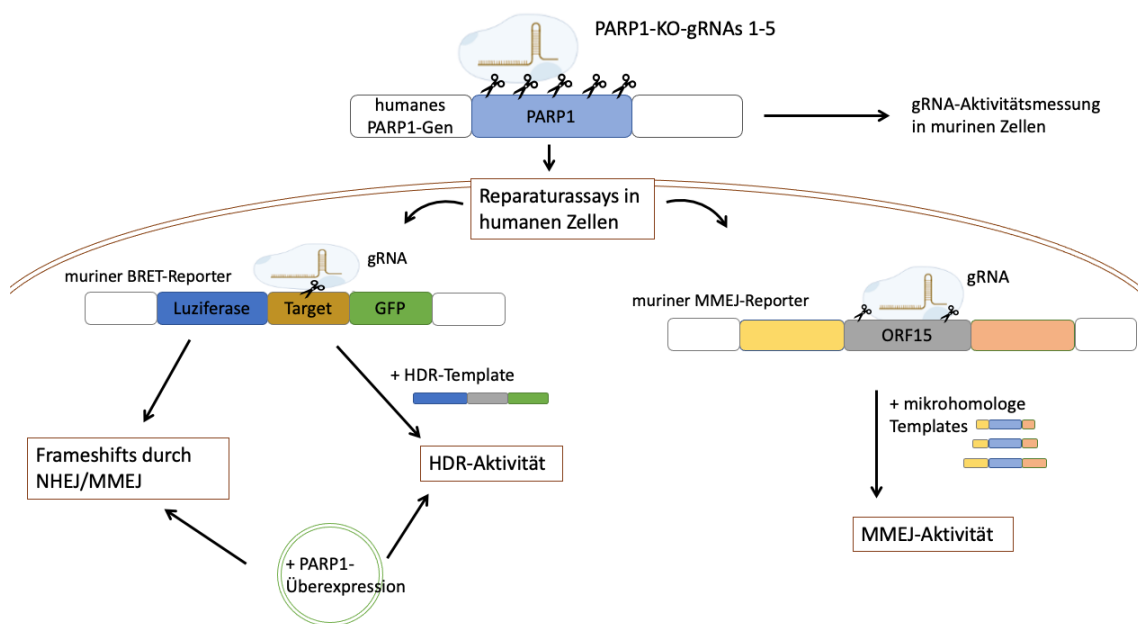 PARP1-KO-gRNAs 1-5
humanes
PARP1-Gen
PARP1
gRNA-Aktivitätsmessung
in murinen Zellen
Reparaturassays in
humanen Zellen
muriner BRET-Reporter
gRNA
Luziferase
Target
GFP
gRNA
muriner MMEJ-Reporter
ORF15
+ HDR-Template
+ mikrohomologe
Templates
Frameshifts durch
NHEJ/MMEJ
HDR-Aktivität
MMEJ-Aktivität
+ PARP1-
Überexpression